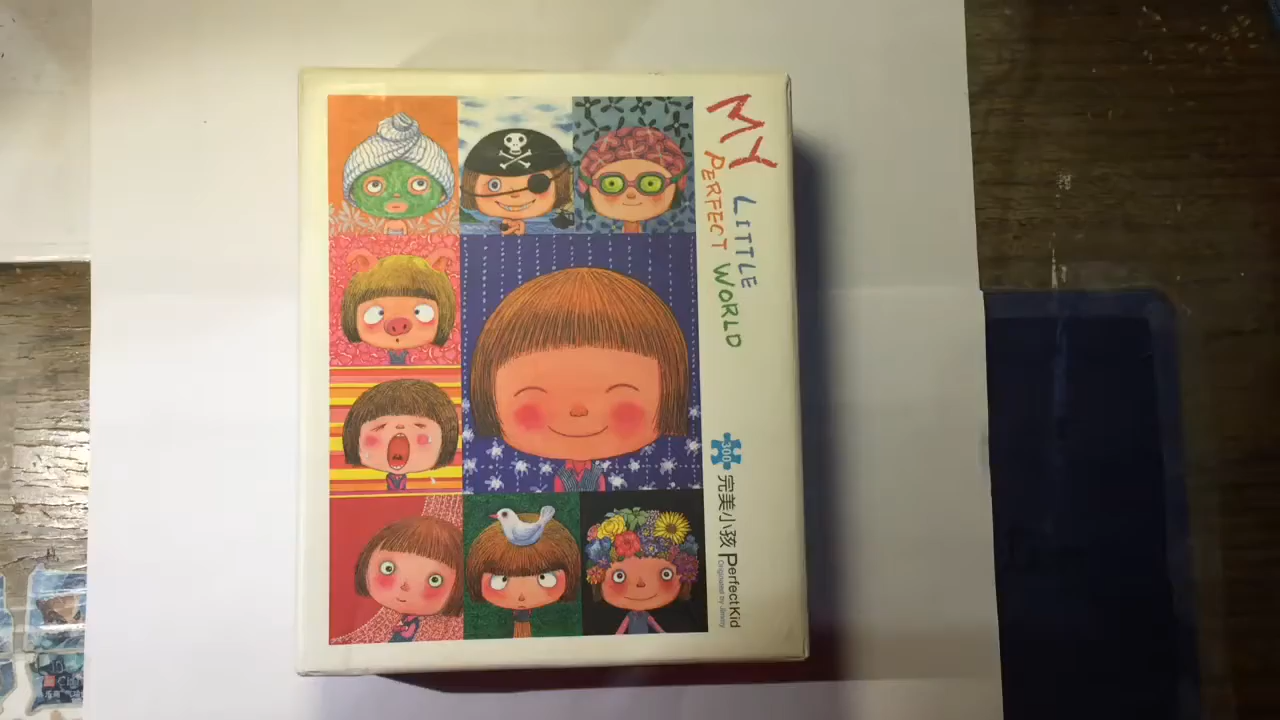 MY
LITTLE
PERFECT WORLD
300
完美小孩 PerfectKid
Originated by Jimmy